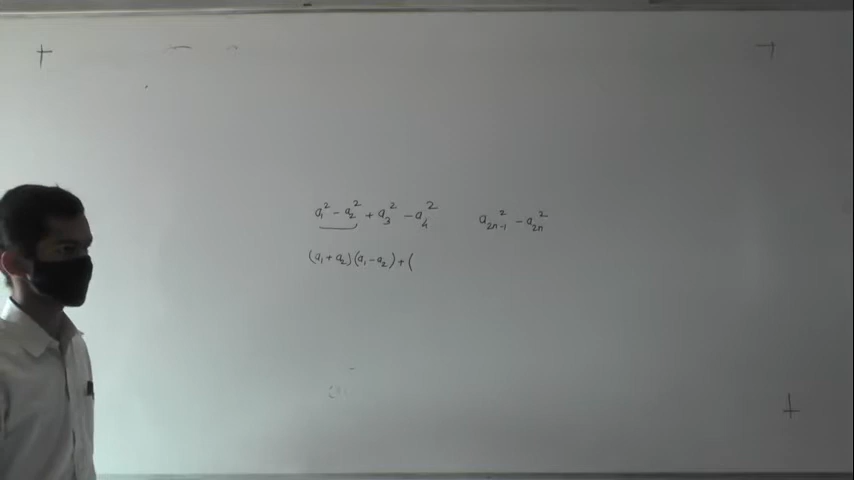 a₁² - a₂² + a₃² - a₄² a₂ₙ₋₁² - a₂ₙ²
(a₁ + a₂)(a₁ - a₂) + (